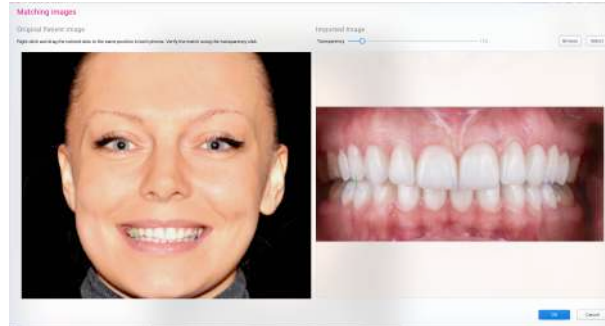 Matching images
Original Patient Image
Imported Image
Right click and drag the colored dots to the same position in both photos. Verify the match using the transparency slider.
Transparency
OK
Cancel